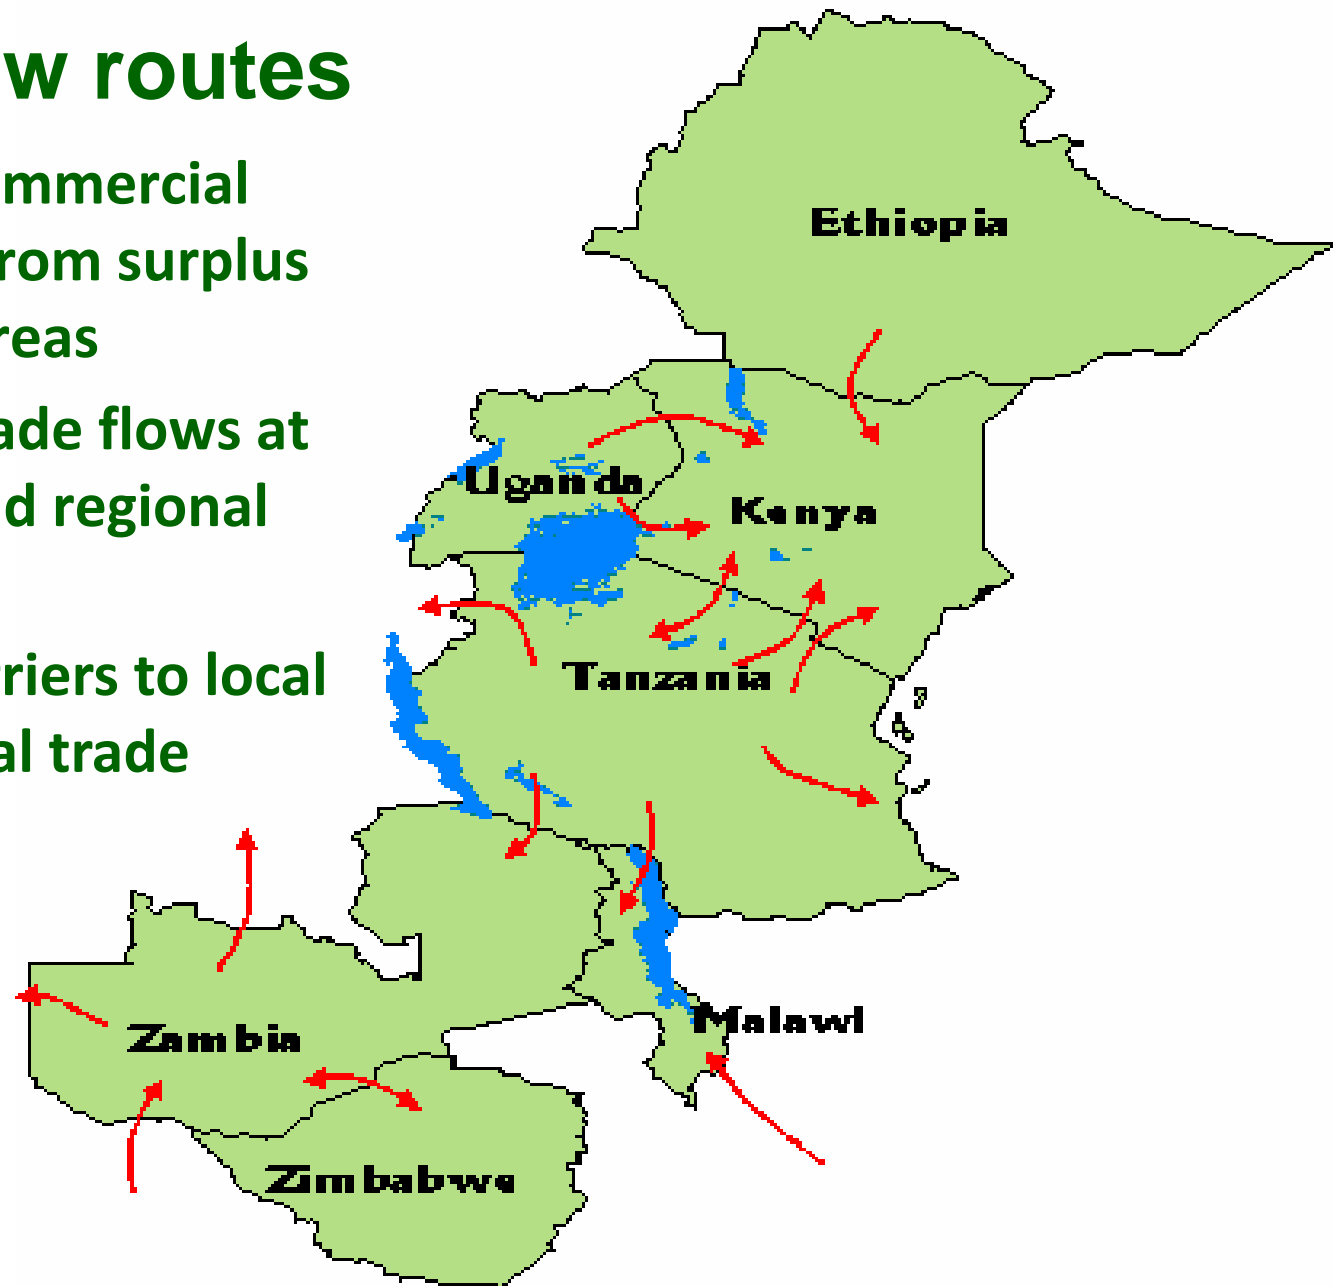 w routes
mmercial
rom surplus
reas
ade flows at
d regional
rriers to local
al trade
Ethiopia
Uganda
Kenya
Tanzania
Malawi
Zambia
Zimbabwe